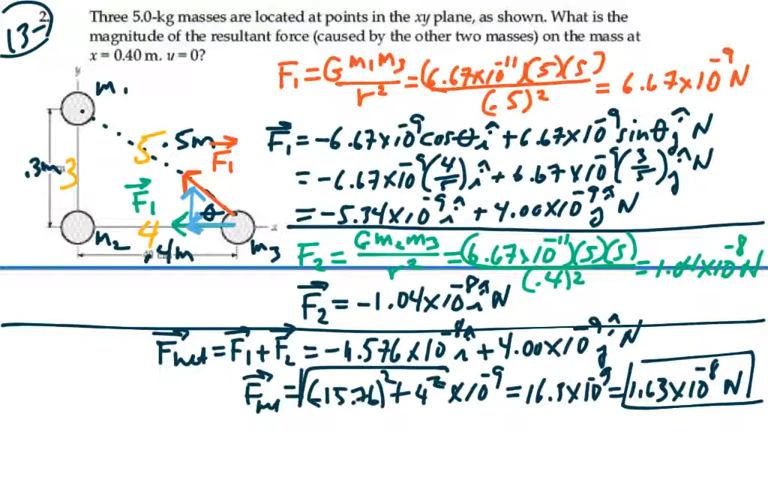 13-
2. Three 5.0-kg masses are located at points in the xy plane, as shown. What is the
magnitude of the resultant force (caused by the other two masses) on the mass at
x = 0.40 m. y = 0?
y
m₁
F₁ = G m₁m₃/r² = (6.67×10⁻¹¹)(5)(5)/(.5)² = 6.67×10⁻⁹ N
5 .5m F₁
.3m 3
F⃗₁ = -6.67×10⁻⁹cosθ î + 6.67×10⁻⁹ sinθ ĵ N
= -6.67×10⁻⁹(4/5) î + 6.67×10⁻⁹(3/5) ĵ N
F₁ θ
= -5.34×10⁻⁹ î + 4.00×10⁻⁹ ĵ N
m₂ 4 .4m m₃ x
F₂ = G m₂m₃/r² = (6.67×10⁻¹¹)(5)(5)/(.4)² = 1.04×10⁻⁸ N
F⃗₂ = -1.04×10⁻⁸ î N
F⃗net = F⃗₁ + F⃗₂ = -1.576×10⁻⁸ î + 4.00×10⁻⁹ ĵ N
F⃗net = √(15.76)² + 4² ×10⁻⁹ = 16.3×10⁻⁹ = 1.63×10⁻⁸ N